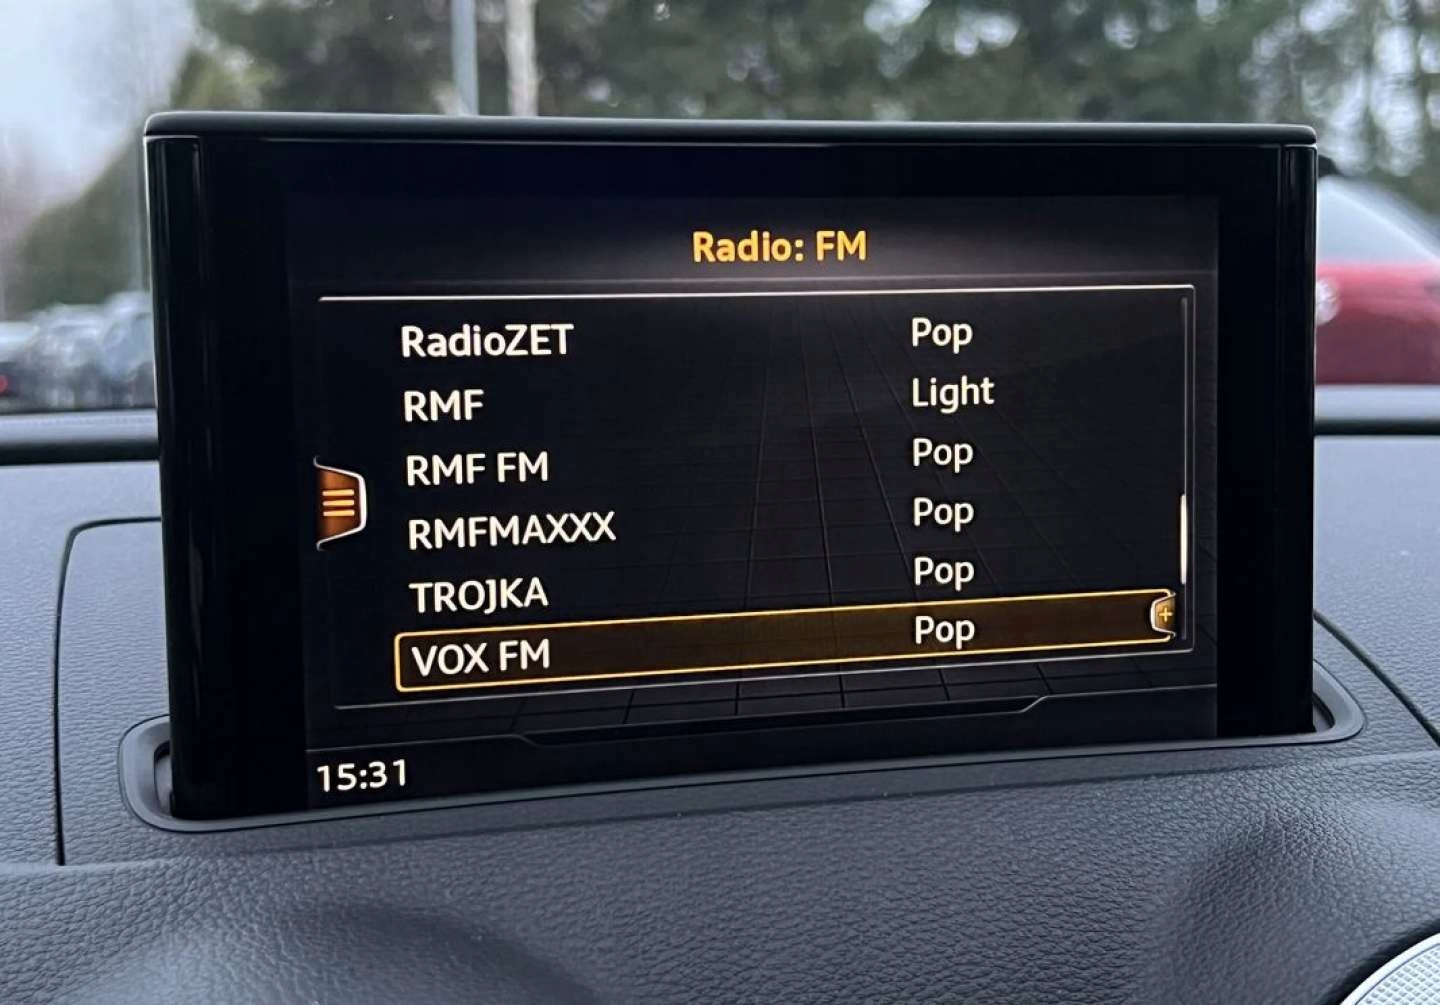 Radio: FM
RadioZET Pop
RMF Light
RMF FM Pop
RMFMAXXX Pop
TROJKA Pop
VOX FM Pop
15:31